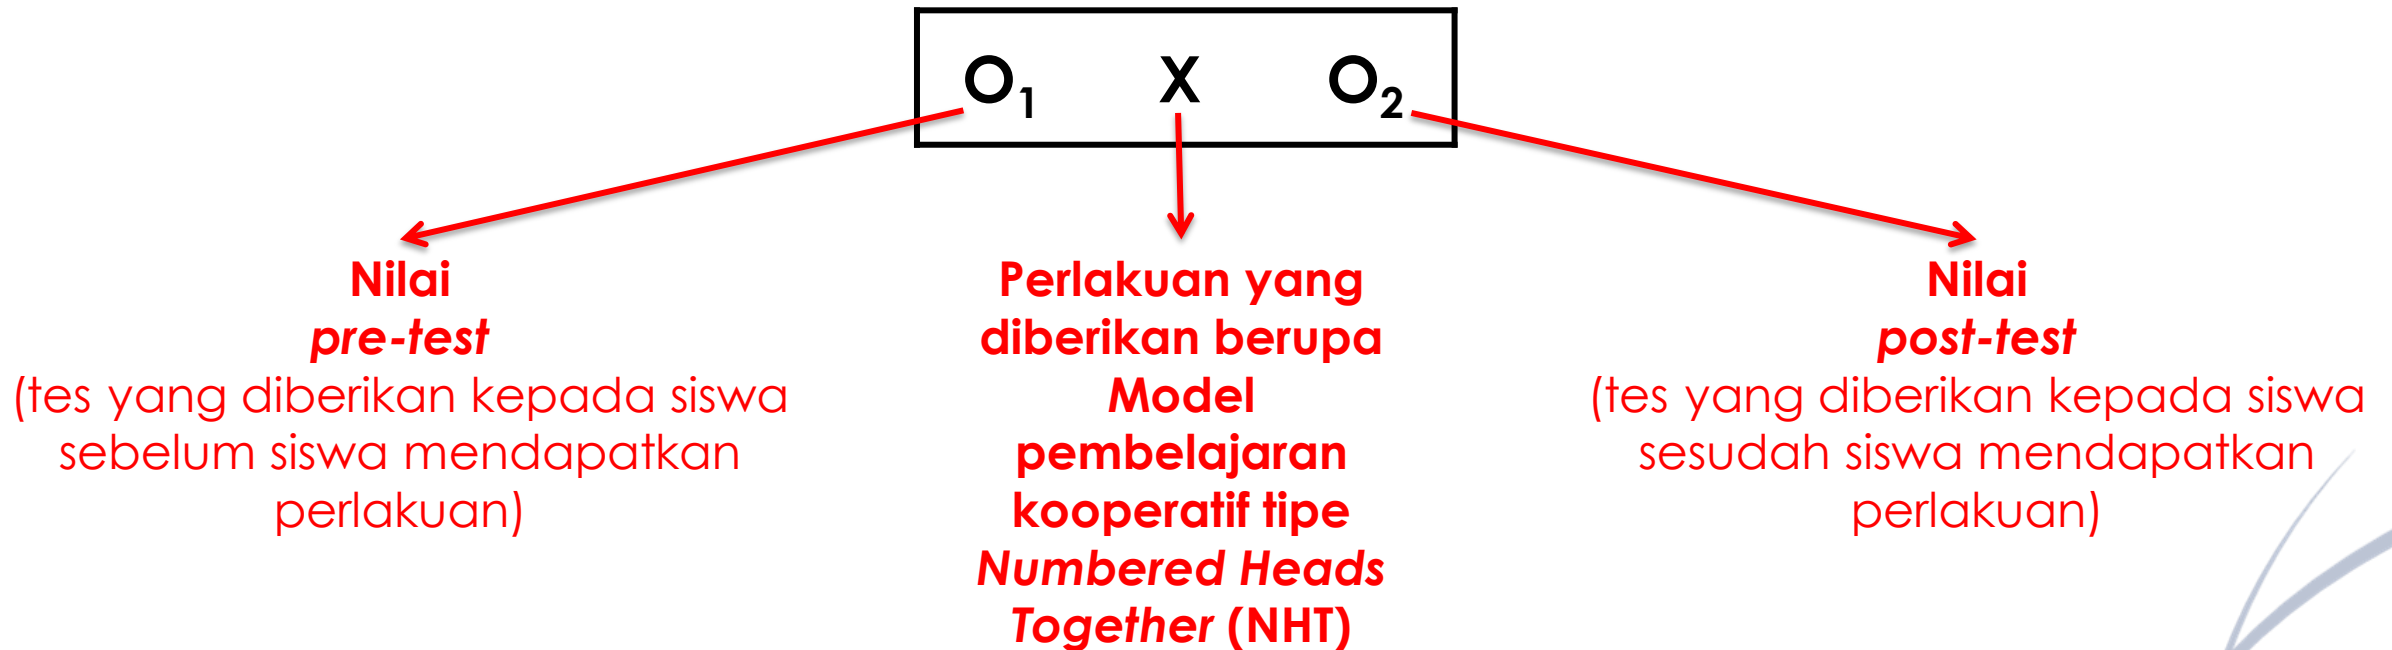 O₁ X O₂
Nilai
pre-test
(tes yang diberikan kepada siswa
sebelum siswa mendapatkan
perlakuan)
Perlakuan yang
diberikan berupa
Model
pembelajaran
kooperatif tipe
Numbered Heads
Together (NHT)
Nilai
post-test
(tes yang diberikan kepada siswa
sesudah siswa mendapatkan
perlakuan)